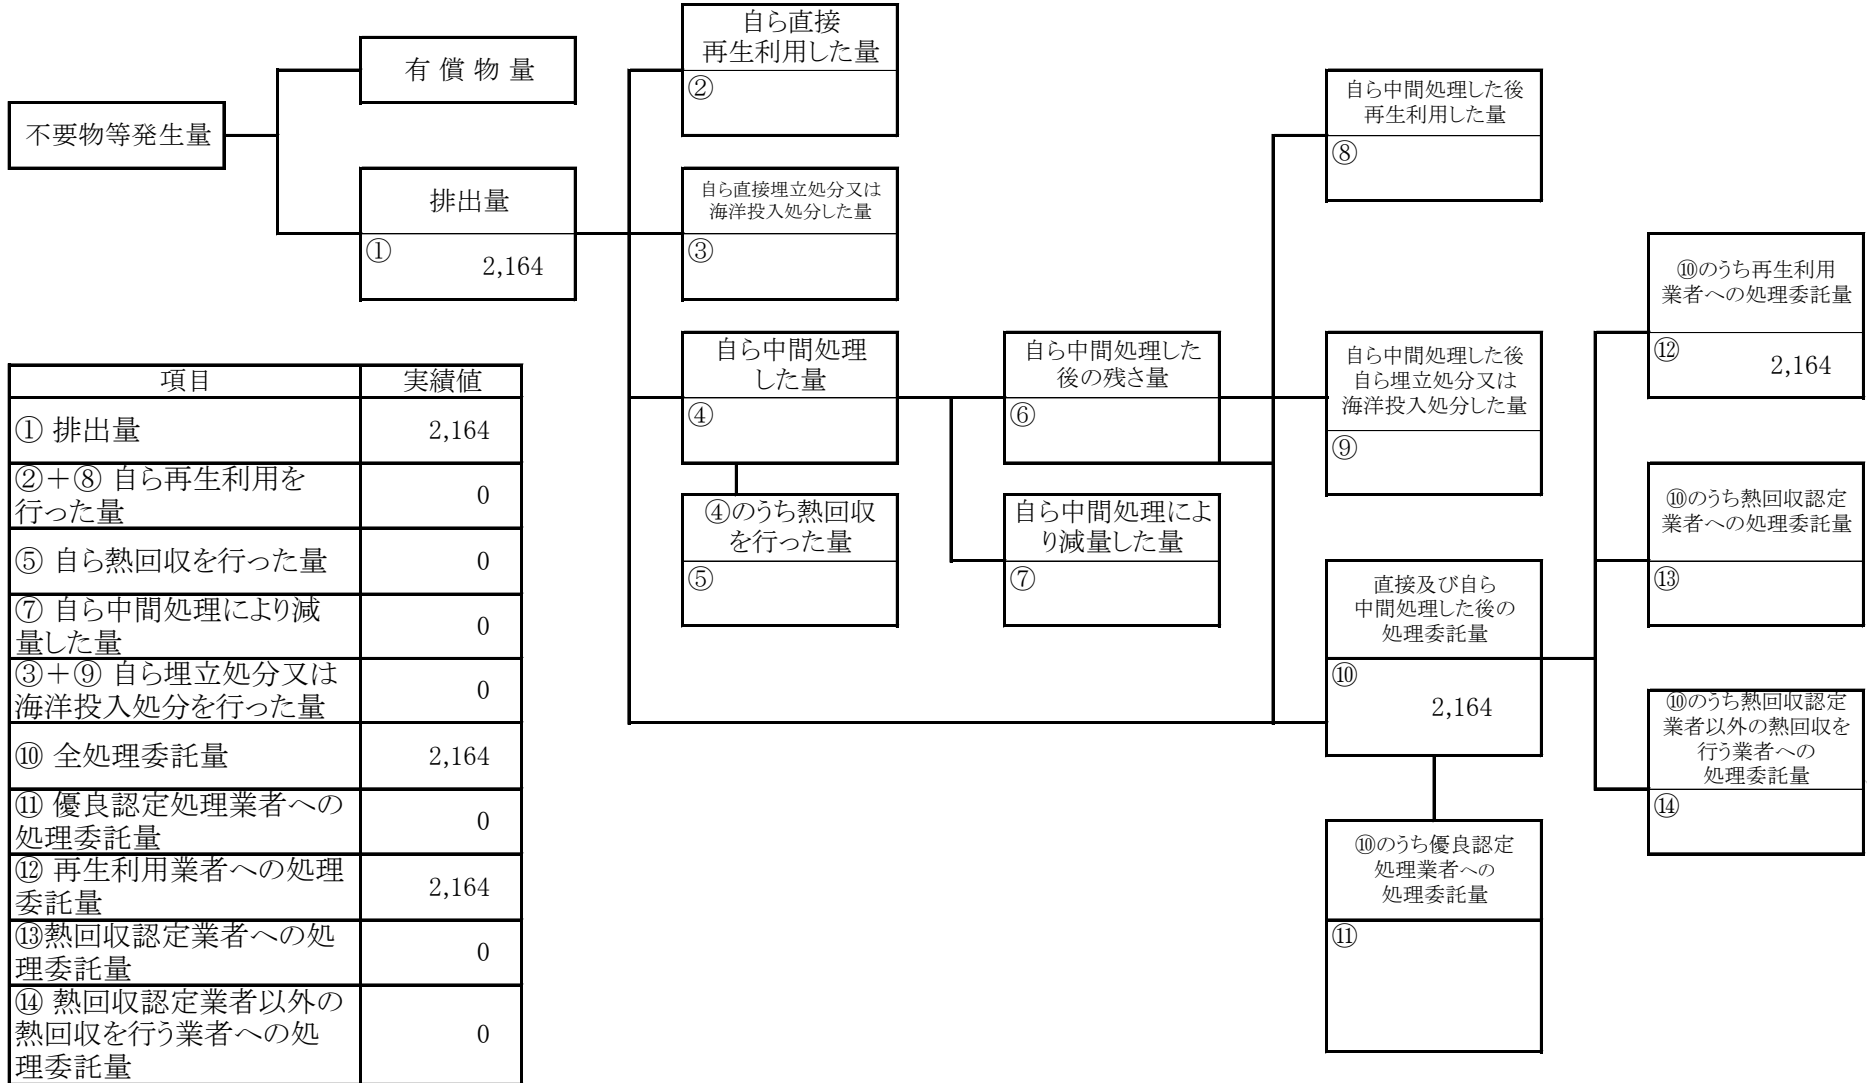 不要物等発生量
有 償 物 量
排出量
①
2,164
自ら直接
再生利用した量
②
自ら直接埋立処分又は
海洋投入処分した量
③
自ら中間処理
した量
④
④のうち熱回収
を行った量
⑤
自ら中間処理した
後の残さ量
⑥
自ら中間処理によ
り減量した量
⑦
自ら中間処理した後
再生利用した量
⑧
自ら中間処理した後
自ら埋立処分又は
海洋投入処分した量
⑨
直接及び自ら
中間処理した後の
処理委託量
⑩
2,164
⑩のうち優良認定
処理業者への
処理委託量
⑪
⑩のうち再生利用
業者への処理委託量
⑫
2,164
⑩のうち熱回収認定
業者への処理委託量
⑬
⑩のうち熱回収認定
業者以外の熱回収を
行う業者への
処理委託量
⑭
項目 実績値
① 排出量 2,164
②+⑧ 自ら再生利用を
行った量 0
⑤ 自ら熱回収を行った量 0
⑦ 自ら中間処理により減
量した量 0
③+⑨ 自ら埋立処分又は
海洋投入処分を行った量 0
⑩ 全処理委託量 2,164
⑪ 優良認定処理業者への
処理委託量 0
⑫ 再生利用業者への処理
委託量 2,164
⑬熱回収認定業者への処
理委託量 0
⑭ 熱回収認定業者以外の
熱回収を行う業者への処
理委託量 0